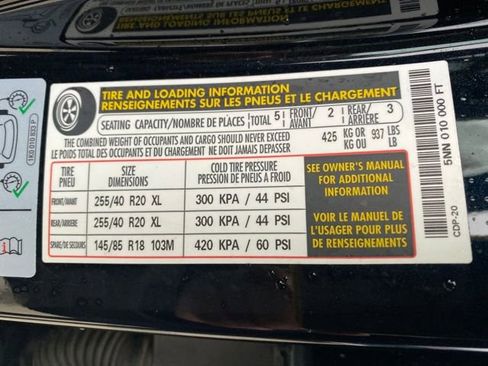 TIRE AND LOADING INFORMATION
RENSEIGNEMENTS SUR LES PNEUS ET LE CHARGEMENT
SEATING CAPACITY/NOMBRE DE PLACES TOTAL 5 FRONT/AVANT 2 REAR/ARRIÈRE 3
THE COMBINED WEIGHT OF OCCUPANTS AND CARGO SHOULD NEVER EXCEED
LE POIDS TOTAL DES OCCUPANTS ET DU CHARGEMENT NE DOIT JAMAIS DÉPASSER
425 KG OR 937 LBS
KG OU LB
TIRE SIZE COLD TIRE PRESSURE
PNEU DIMENSIONS PRESSION DE PNEUS À FROID
FRONT/AVANT 255/40 R20 XL 300 KPA / 44 PSI
REAR/ARRIÈRE 255/40 R20 XL 300 KPA / 44 PSI
SPARE/DE SECOURS 145/85 R18 103M 420 KPA / 60 PSI
SEE OWNER'S MANUAL
FOR ADDITIONAL
INFORMATION
VOIR LE MANUEL DE
L'USAGER POUR PLUS
DE RENSEIGNEMENTS
5NN 010 000 FT
CDP-20
1K0 010 833 P